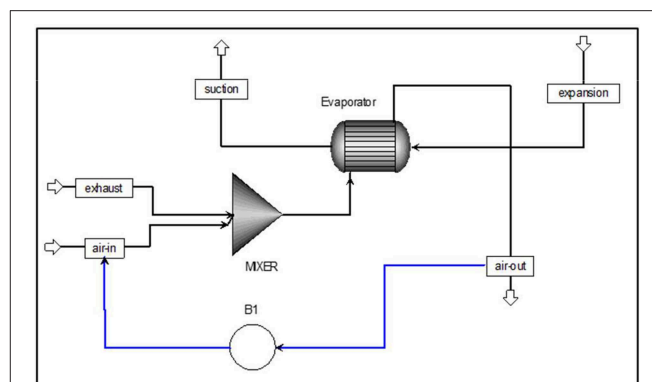 suction
expansion
Evaporator
exhaust
air-in
MIXER
air-out
B1